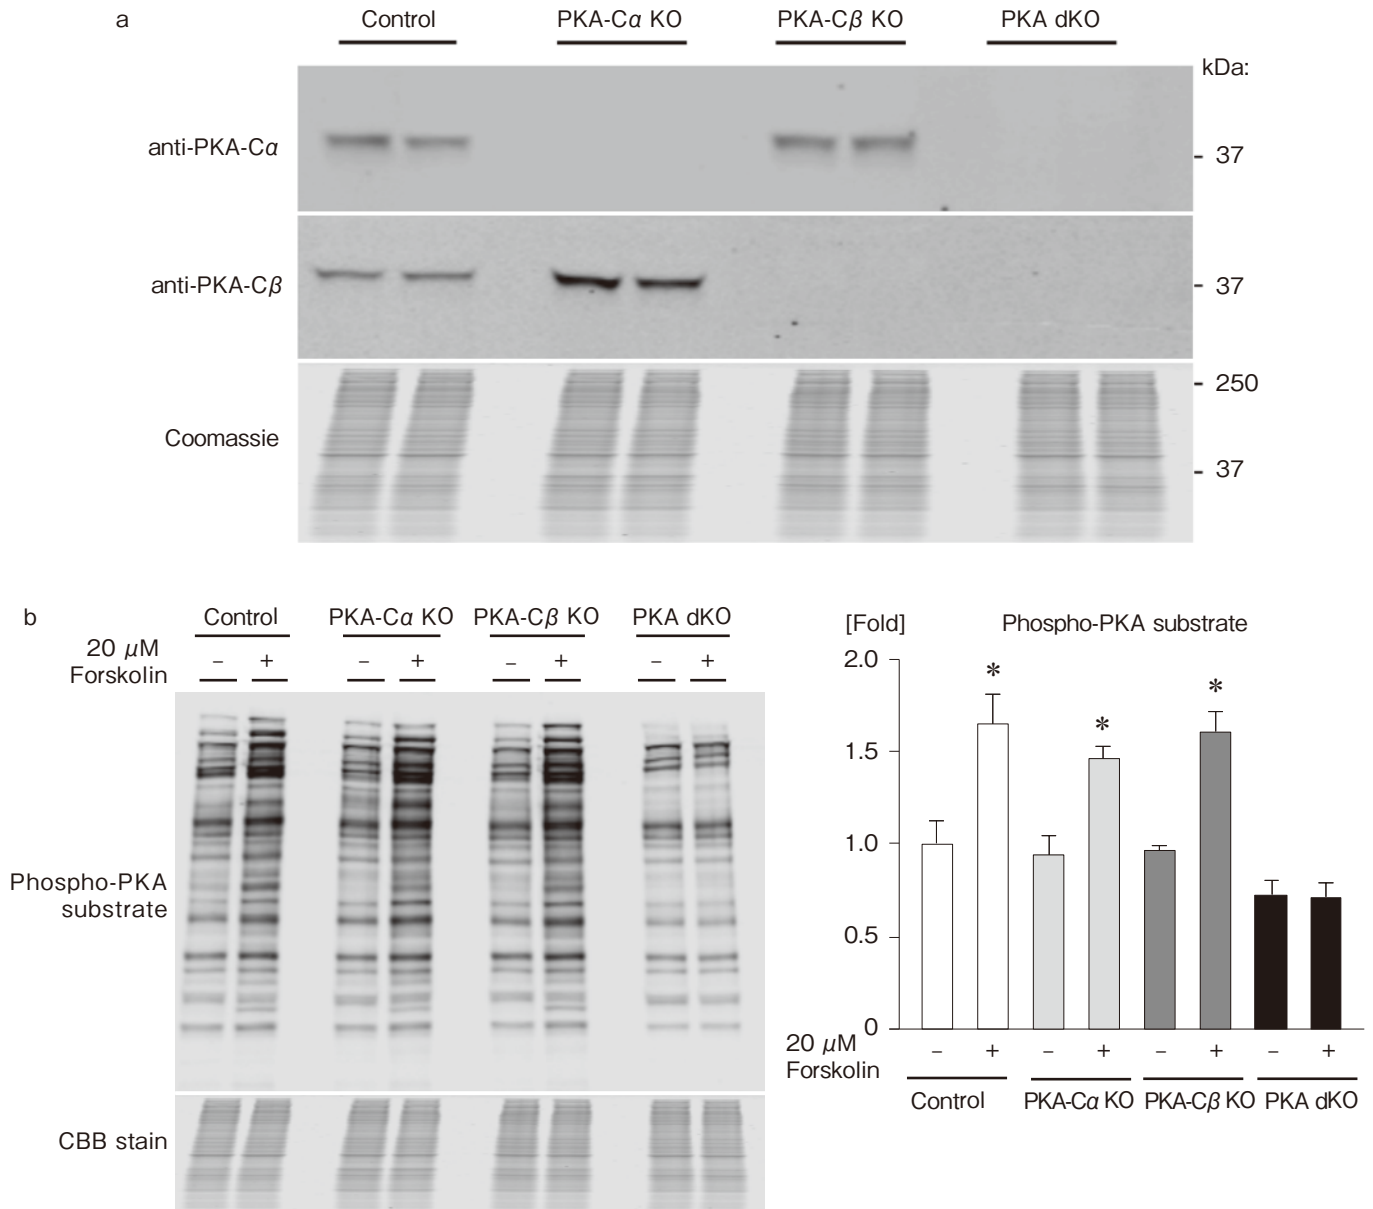 a
Control PKA-Cα KO PKA-Cβ KO PKA dKO
kDa:
anti-PKA-Cα
37
anti-PKA-Cβ
37
250
Coomassie
37
b
Control PKA-Cα KO PKA-Cβ KO PKA dKO
20 μM
Forskolin
− + − + − + − +
Phospho-PKA
substrate
CBB stain
[Fold] Phospho-PKA substrate
2.0
1.5
1.0
0.5
0
* * *
20 μM
Forskolin
− + − + − + − +
Control PKA-Cα KO PKA-Cβ KO PKA dKO